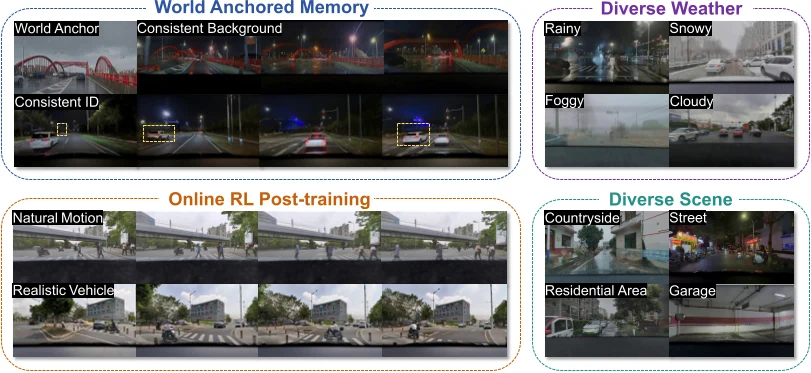 World Anchored Memory
World Anchor
Consistent Background
Consistent ID
Diverse Weather
Rainy
Snowy
Foggy
Cloudy
Online RL Post-training
Natural Motion
Realistic Vehicle
Diverse Scene
Countryside
Street
Residential Area
Garage